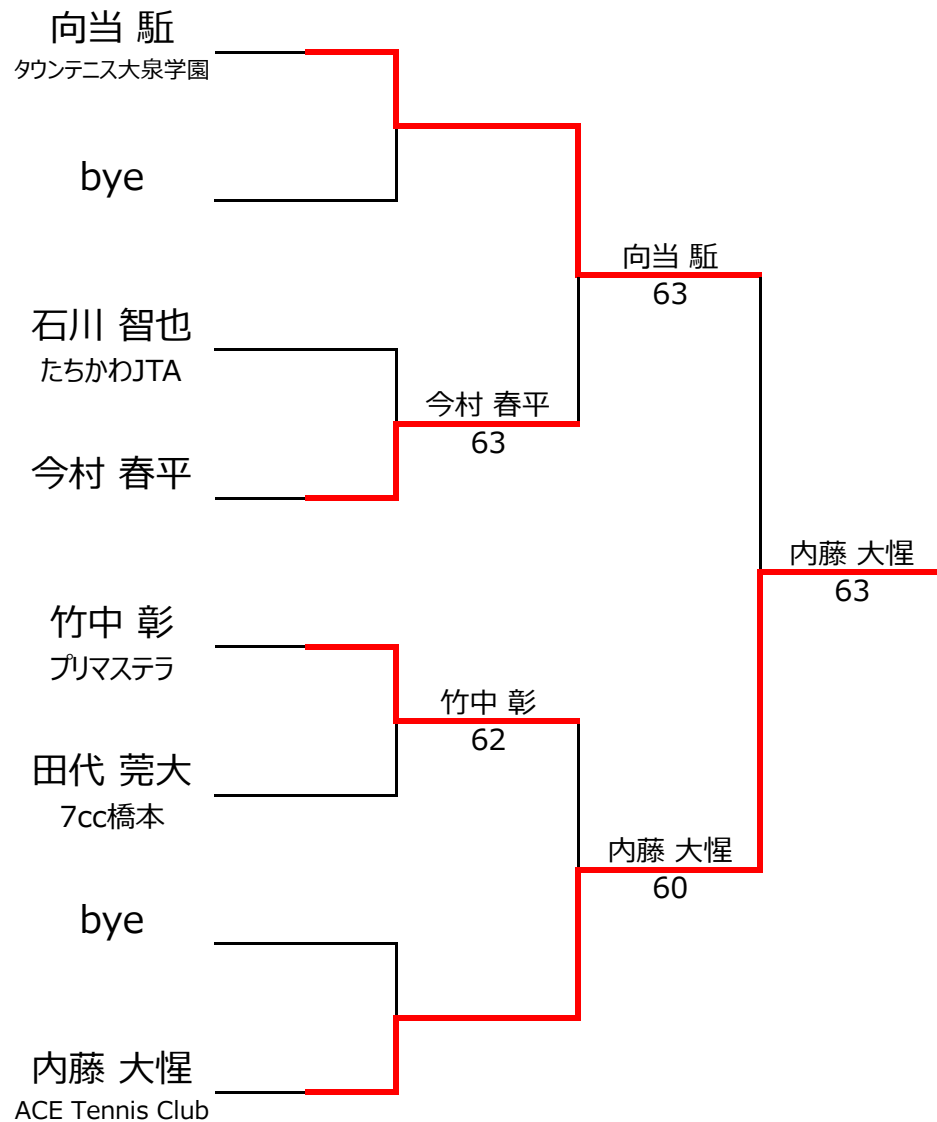 向当 駈
タウンテニス大泉学園
bye
向当 駈
63
石川 智也
たちかわJTA
今村 春平
63
今村 春平
内藤 大惺
63
竹中 彰
プリマステラ
竹中 彰
62
田代 莞大
7cc橋本
内藤 大惺
60
bye
内藤 大惺
ACE Tennis Club